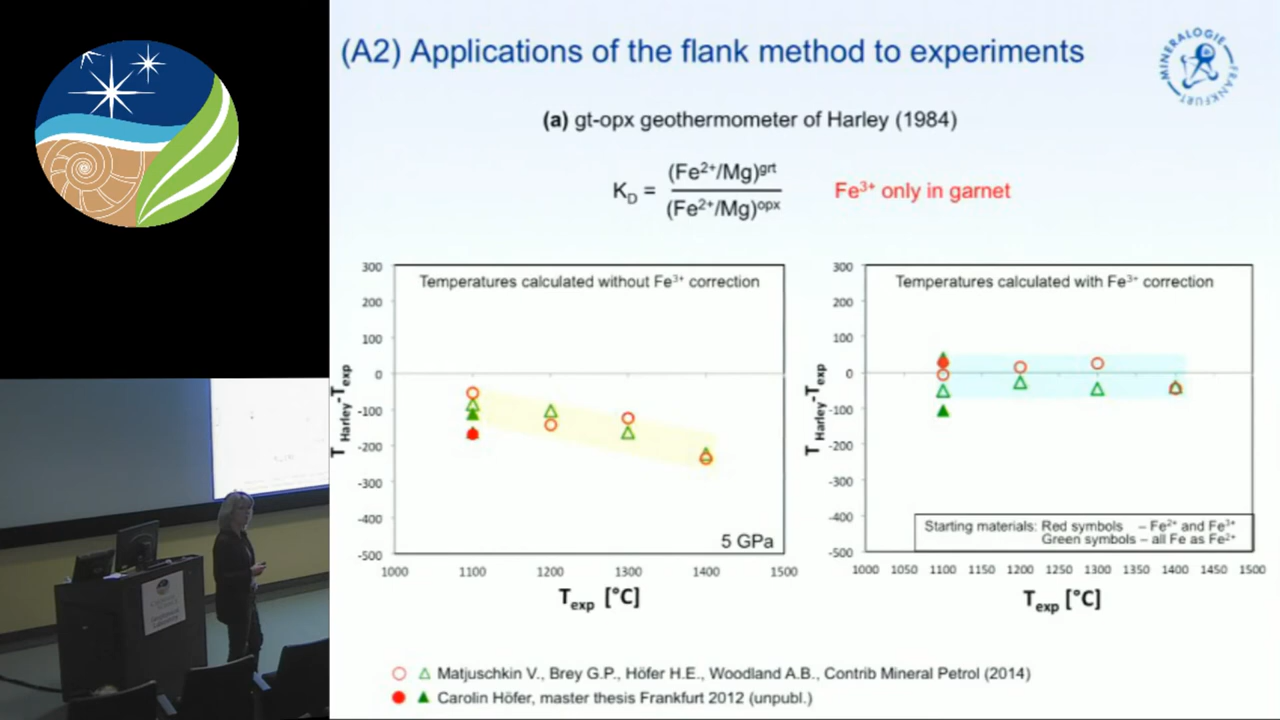 (A2) Applications of the flank method to experiments
MINERALOGIE FRANKFURT
(a) gt-opx geothermometer of Harley (1984)
K_D = (Fe²⁺/Mg)^grt / (Fe²⁺/Mg)^opx
Fe³⁺ only in garnet
Temperatures calculated without Fe³⁺ correction
300
200
100
0
-100
-200
-300
-400
-500
T Harley-T exp
5 GPa
1000 1100 1200 1300 1400 1500
T exp [°C]
Temperatures calculated with Fe³⁺ correction
300
200
100
0
-100
-200
-300
-400
-500
T Harley-T exp
Starting materials: Red symbols – Fe²⁺ and Fe³⁺
Green symbols – all Fe as Fe²⁺
1000 1050 1100 1150 1200 1250 1300 1350 1400 1450 1500
T exp [°C]
Matjuschkin V., Brey G.P., Höfer H.E., Woodland A.B., Contrib Mineral Petrol (2014)
Carolin Höfer, master thesis Frankfurt 2012 (unpubl.)